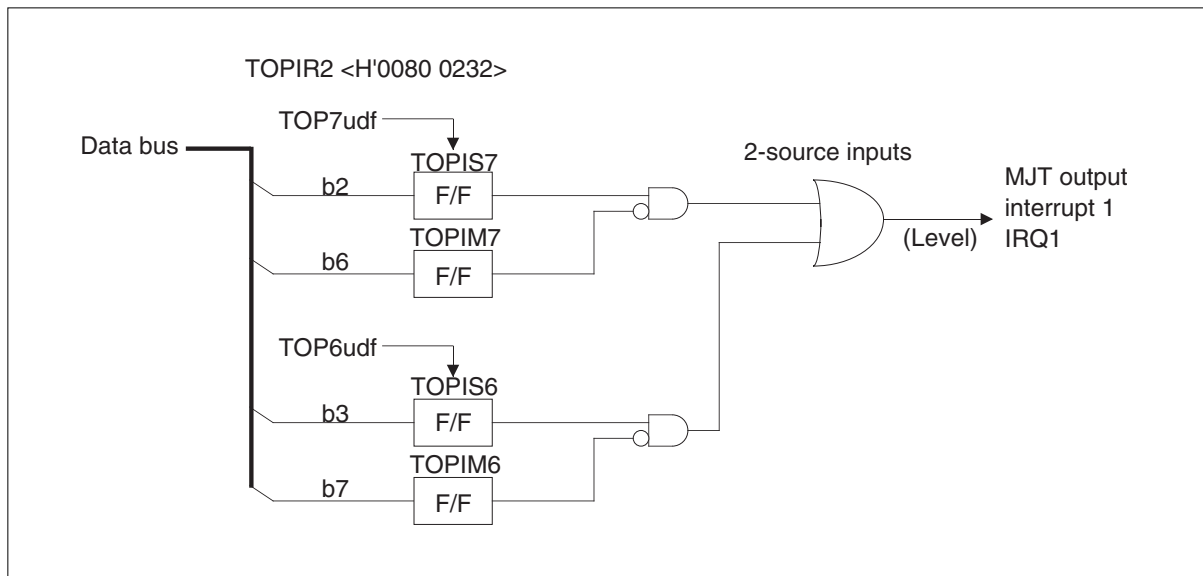 TOPIR2 <H'0080 0232>
TOP7udf
Data bus
TOPIS7
b2
F/F
TOPIM7
b6
F/F
2-source inputs
(Level)
MJT output
interrupt 1
IRQ1
TOP6udf
TOPIS6
b3
F/F
TOPIM6
b7
F/F